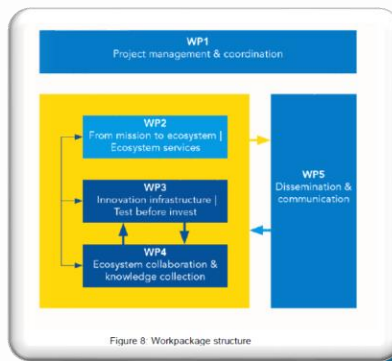 WP1
Project management & coordination
WP2
From mission to ecosystem |
Ecosystem services
WP3
Innovation infrastructure |
Test before invest
WP4
Ecosystem collaboration &
knowledge collection
WP5
Dissemination &
communication
Figure 8: Workpackage structure